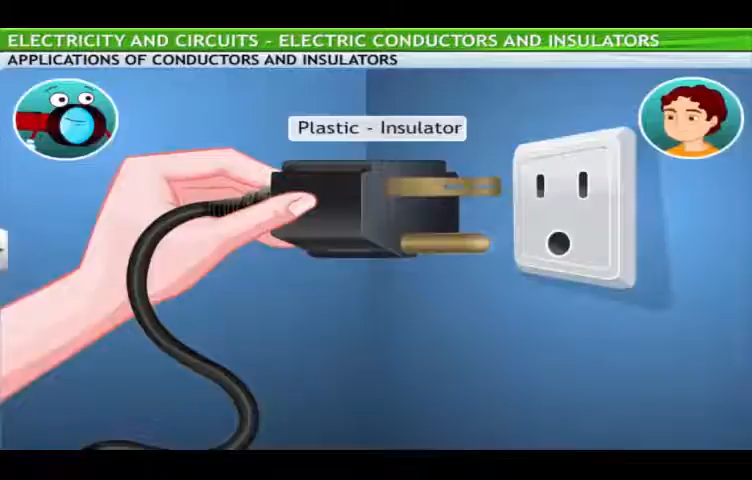 ELECTRICITY AND CIRCUITS - ELECTRIC CONDUCTORS AND INSULATORS
APPLICATIONS OF CONDUCTORS AND INSULATORS
Plastic - Insulator